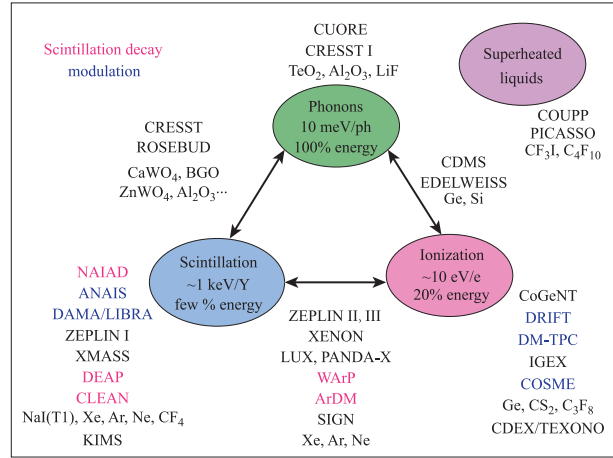 Scintillation decay
modulation
CUORE
CRESST I
TeO₂, Al₂O₃, LiF
Superheated
liquids
COUPP
PICASSO
CF₃I, C₄F₁₀
Phonons
10 meV/ph
100% energy
CRESST
ROSEBUD
CaWO₄, BGO
ZnWO₄, Al₂O₃···
CDMS
EDELWEISS
Ge, Si
Scintillation
~1 keV/Y
few % energy
Ionization
~10 eV/e
20% energy
NAIAD
ANAIS
DAMA/LIBRA
ZEPLIN I
XMASS
DEAP
CLEAN
NaI(T1), Xe, Ar, Ne, CF₄
KIMS
ZEPLIN II, III
XENON
LUX, PANDA-X
WArP
ArDM
SIGN
Xe, Ar, Ne
CoGeNT
DRIFT
DM-TPC
IGEX
COSME
Ge, CS₂, C₃F₈
CDEX/TEXONO